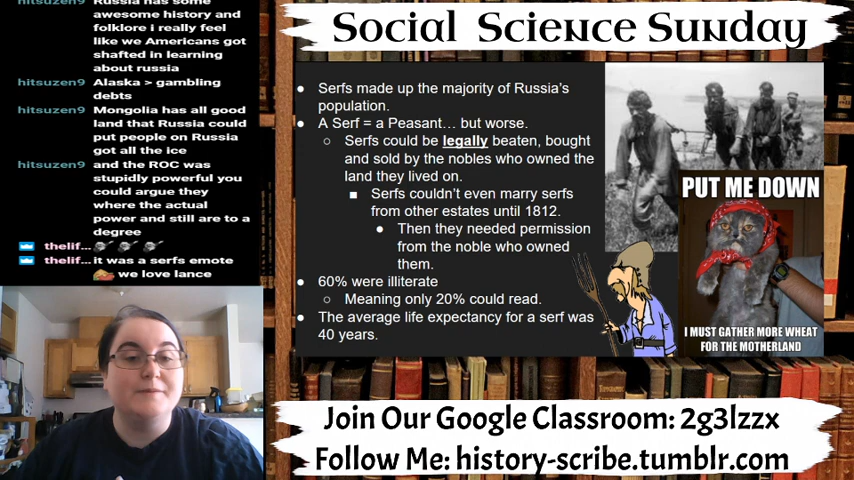 hitsuzen9 Russia has some
awesome history and
folklore i really feel
like we Americans got
shafted in learning
about russia
hitsuzen9 Alaska > gambling
debts
hitsuzen9 Mongolia has all good
land that Russia could
put people on Russia
got all the ice
hitsuzen9 and the ROC was
stupidly powerful you
could argue they
where the actual
power and still are to a
degree
thelif...
thelif... it was a serfs emote
we love lance
Social Science Sunday
Serfs made up the majority of Russia's
population.
A Serf = a Peasant… but worse.
Serfs could be legally beaten, bought
and sold by the nobles who owned the
land they lived on.
Serfs couldn't even marry serfs
from other estates until 1812.
Then they needed permission
from the noble who owned
them.
60% were illiterate
Meaning only 20% could read.
The average life expectancy for a serf was
40 years.
PUT ME DOWN
I MUST GATHER MORE WHEAT
FOR THE MOTHERLAND
Join Our Google Classroom: 2g3lzzx
Follow Me: history-scribe.tumblr.com